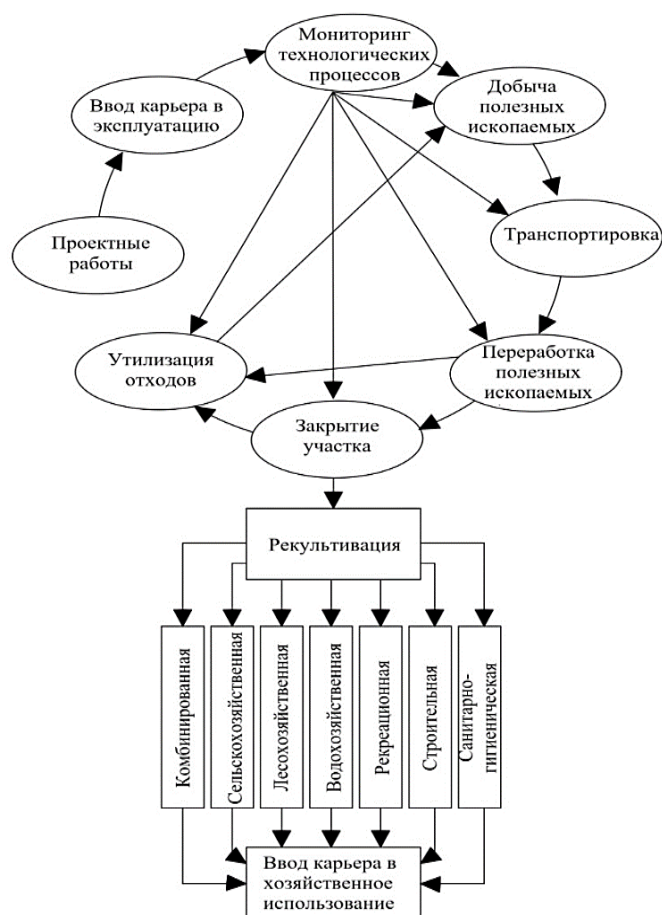 Мониторинг
технологических
процессов
Ввод карьера в
эксплуатацию
Добыча
полезных
ископаемых
Проектные
работы
Транспортировка
Утилизация
отходов
Переработка
полезных
ископаемых
Закрытие
участка
Рекультивация
Комбинированная
Сельскохозяйственная
Лесохозяйственная
Водохозяйственная
Рекреационная
Строительная
Санитарно-
гигиеническая
Ввод карьера в
хозяйственное
использование